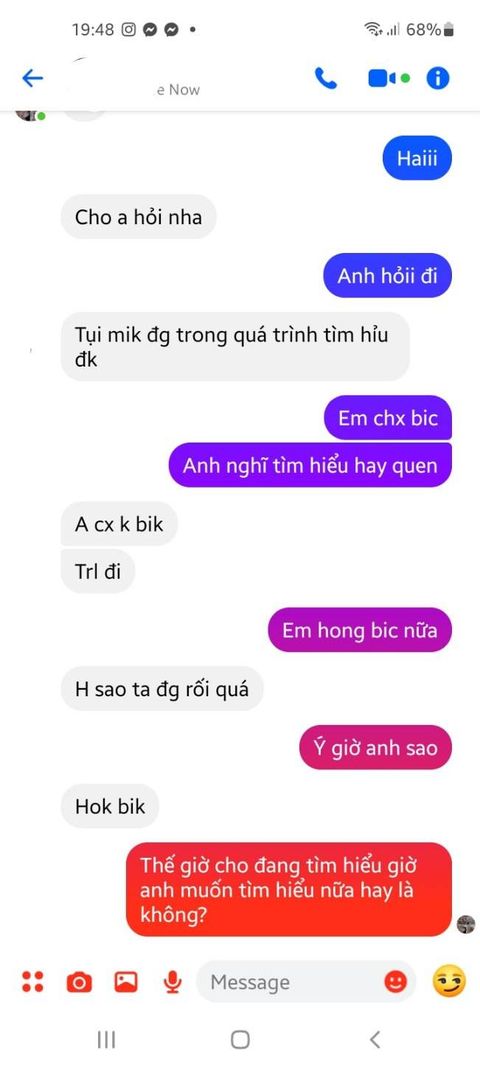 19:48
68%
e Now
Haiii
Cho a hỏi nha
Anh hỏii đi
Tụi mik đg trong quá trình tìm hỉu
đk
Em chx bic
Anh nghĩ tìm hiểu hay quen
A cx k bik
Trl đi
Em hong bic nữa
H sao ta đg rối quá
Ý giờ anh sao
Hok bik
Thế giờ cho đang tìm hiểu giờ
anh muốn tìm hiểu nữa hay là
không?
Message